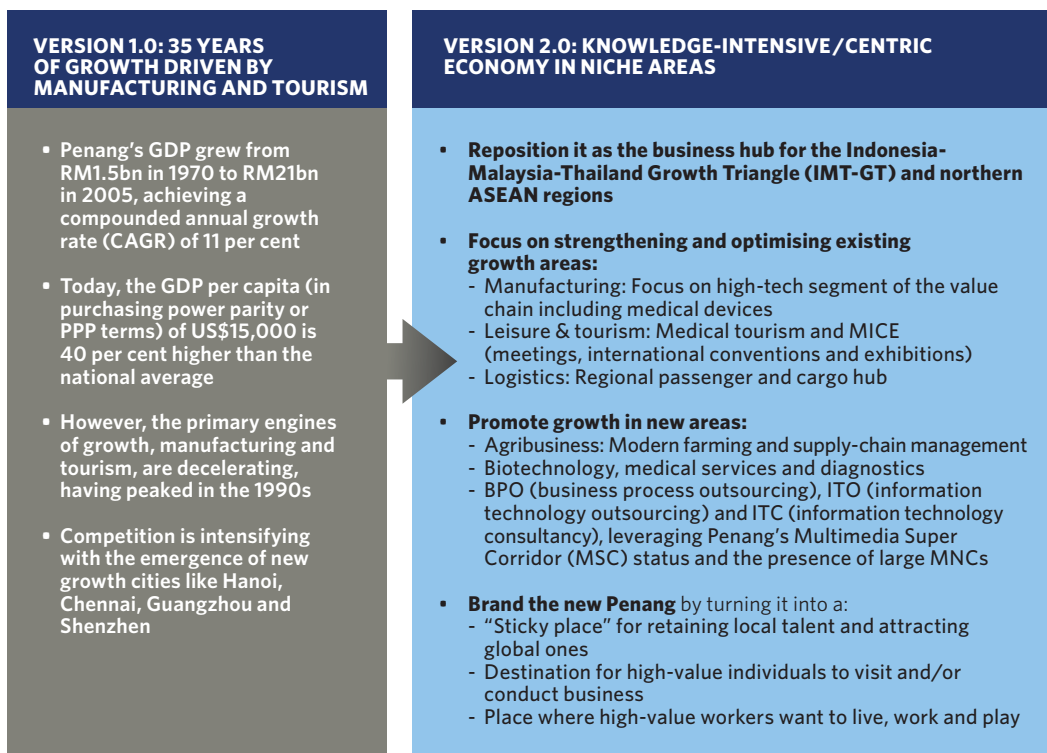 VERSION 1.0: 35 YEARS
OF GROWTH DRIVEN BY
MANUFACTURING AND TOURISM
• Penang's GDP grew from
RM1.5bn in 1970 to RM21bn
in 2005, achieving a
compounded annual growth
rate (CAGR) of 11 per cent
• Today, the GDP per capita (in
purchasing power parity or
PPP terms) of US$15,000 is
40 per cent higher than the
national average
• However, the primary engines
of growth, manufacturing and
tourism, are decelerating,
having peaked in the 1990s
• Competition is intensifying
with the emergence of new
growth cities like Hanoi,
Chennai, Guangzhou and
Shenzhen
VERSION 2.0: KNOWLEDGE-INTENSIVE/CENTRIC
ECONOMY IN NICHE AREAS
• Reposition it as the business hub for the Indonesia-
Malaysia-Thailand Growth Triangle (IMT-GT) and northern
ASEAN regions
• Focus on strengthening and optimising existing
growth areas:
- Manufacturing: Focus on high-tech segment of the value
chain including medical devices
- Leisure & tourism: Medical tourism and MICE
(meetings, international conventions and exhibitions)
- Logistics: Regional passenger and cargo hub
• Promote growth in new areas:
- Agribusiness: Modern farming and supply-chain management
- Biotechnology, medical services and diagnostics
- BPO (business process outsourcing), ITO (information
technology outsourcing) and ITC (information technology
consultancy), leveraging Penang's Multimedia Super
Corridor (MSC) status and the presence of large MNCs
• Brand the new Penang by turning it into a:
- "Sticky place" for retaining local talent and attracting
global ones
- Destination for high-value individuals to visit and/or
conduct business
- Place where high-value workers want to live, work and play